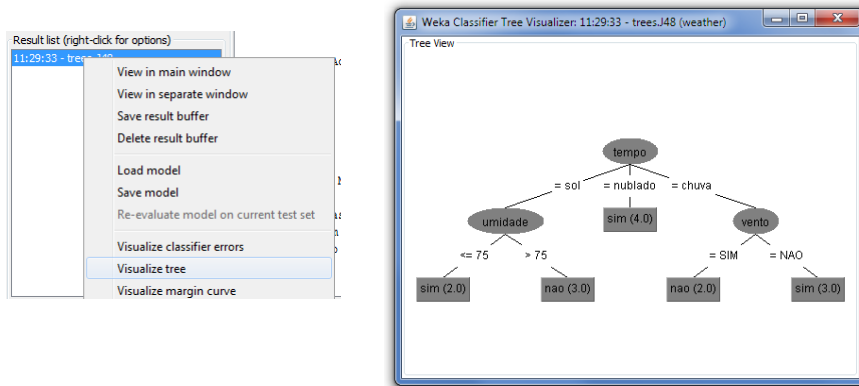 Result list (right-click for options)
11:29:33 - trees.J48
View in main window
View in separate window
Save result buffer
Delete result buffer
Load model
Save model
Re-evaluate model on current test set
Visualize classifier errors
Visualize tree
Visualize margin curve
Weka Classifier Tree Visualizer: 11:29:33 - trees.J48 (weather)
Tree View
tempo
= sol = nublado = chuva
umidade sim (4.0) vento
<= 75 > 75 = SIM = NAO
sim (2.0) nao (3.0) nao (2.0) sim (3.0)